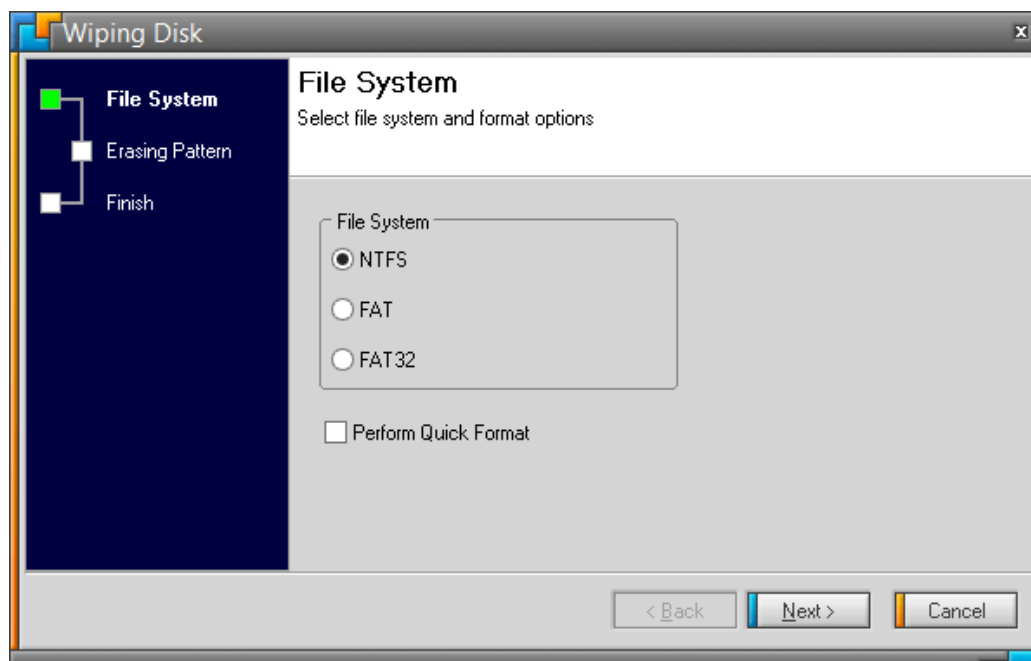 Wiping Disk
x
File System
Erasing Pattern
Finish
File System
Select file system and format options
File System
NTFS
FAT
FAT32
Perform Quick Format
< Back
Next >
Cancel